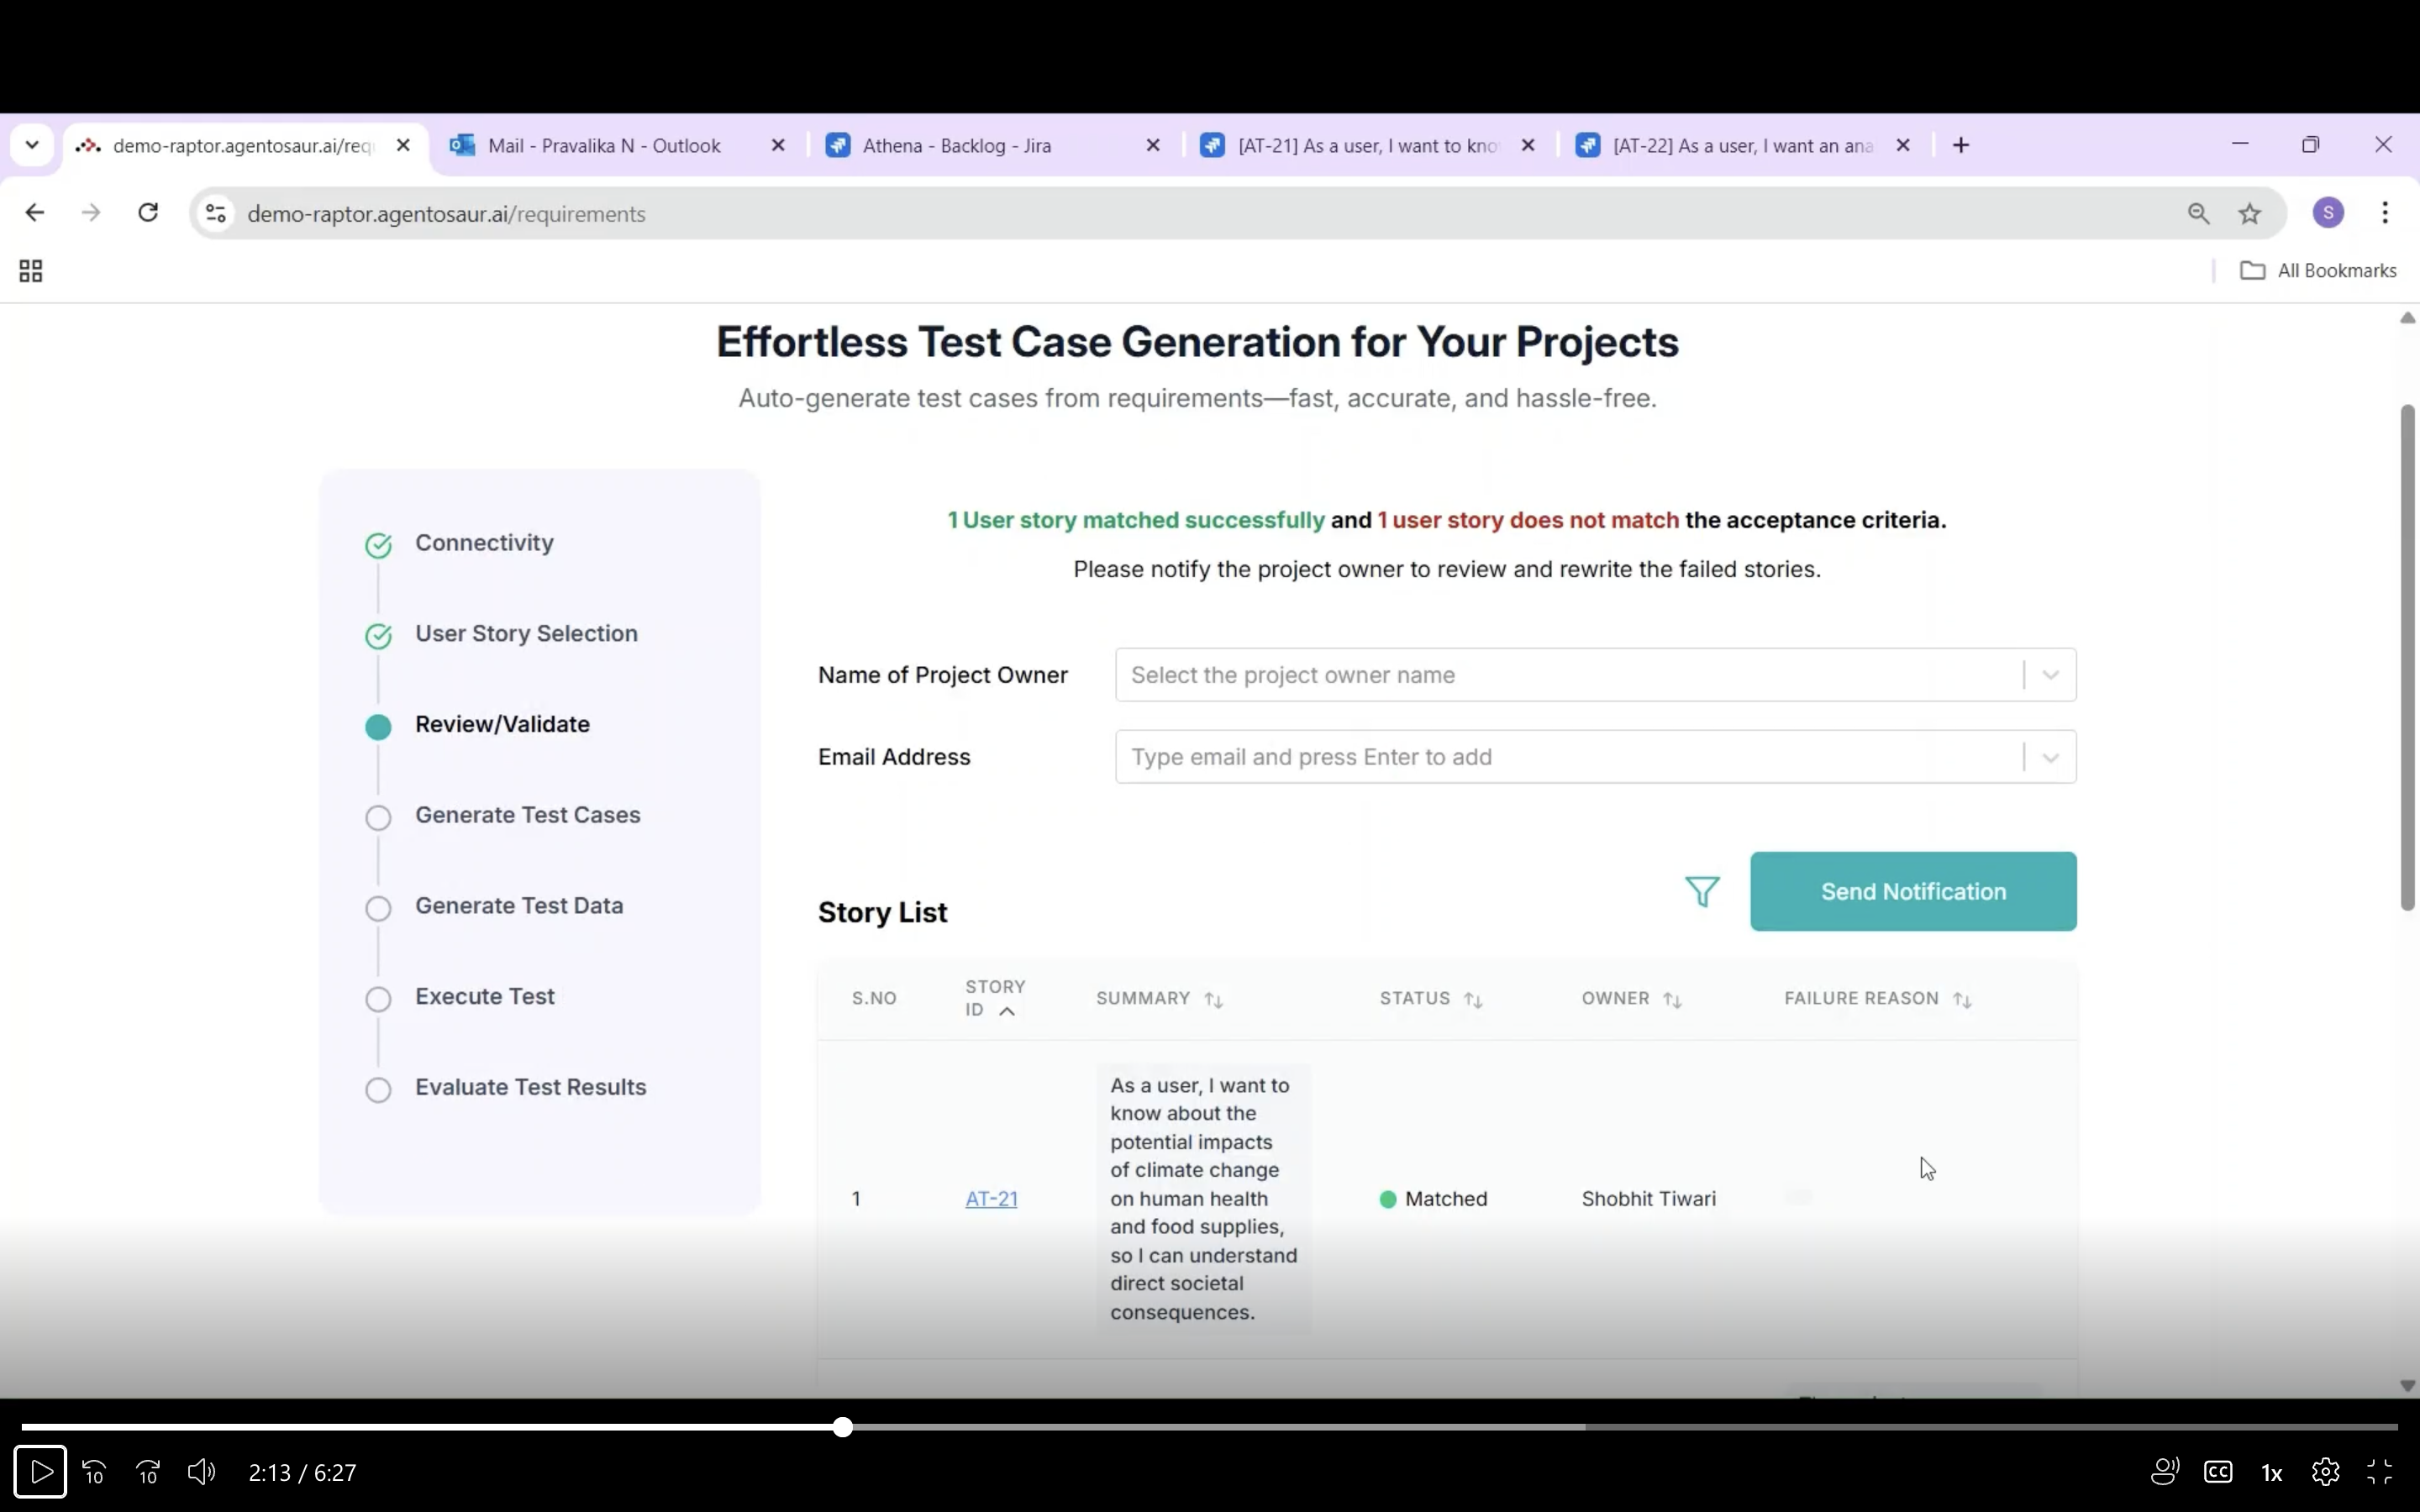 demo-raptor.agentosaur.ai/req
Mail - Pravalika N - Outlook
Athena - Backlog - Jira
[AT-21] As a user, I want to kno
[AT-22] As a user, I want an ana
demo-raptor.agentosaur.ai/requirements
S
All Bookmarks
Effortless Test Case Generation for Your Projects
Auto-generate test cases from requirements—fast, accurate, and hassle-free.
Connectivity
User Story Selection
Review/Validate
Generate Test Cases
Generate Test Data
Execute Test
Evaluate Test Results
1 User story matched successfully and 1 user story does not match the acceptance criteria.
Please notify the project owner to review and rewrite the failed stories.
Name of Project Owner
Select the project owner name
Email Address
Type email and press Enter to add
Story List
Send Notification
S.NO
STORY
ID
SUMMARY
STATUS
OWNER
FAILURE REASON
1
AT-21
As a user, I want to
know about the
potential impacts
of climate change
on human health
and food supplies,
so I can understand
direct societal
consequences.
Matched
Shobhit Tiwari
10
10
2:13 / 6:27
CC
1x